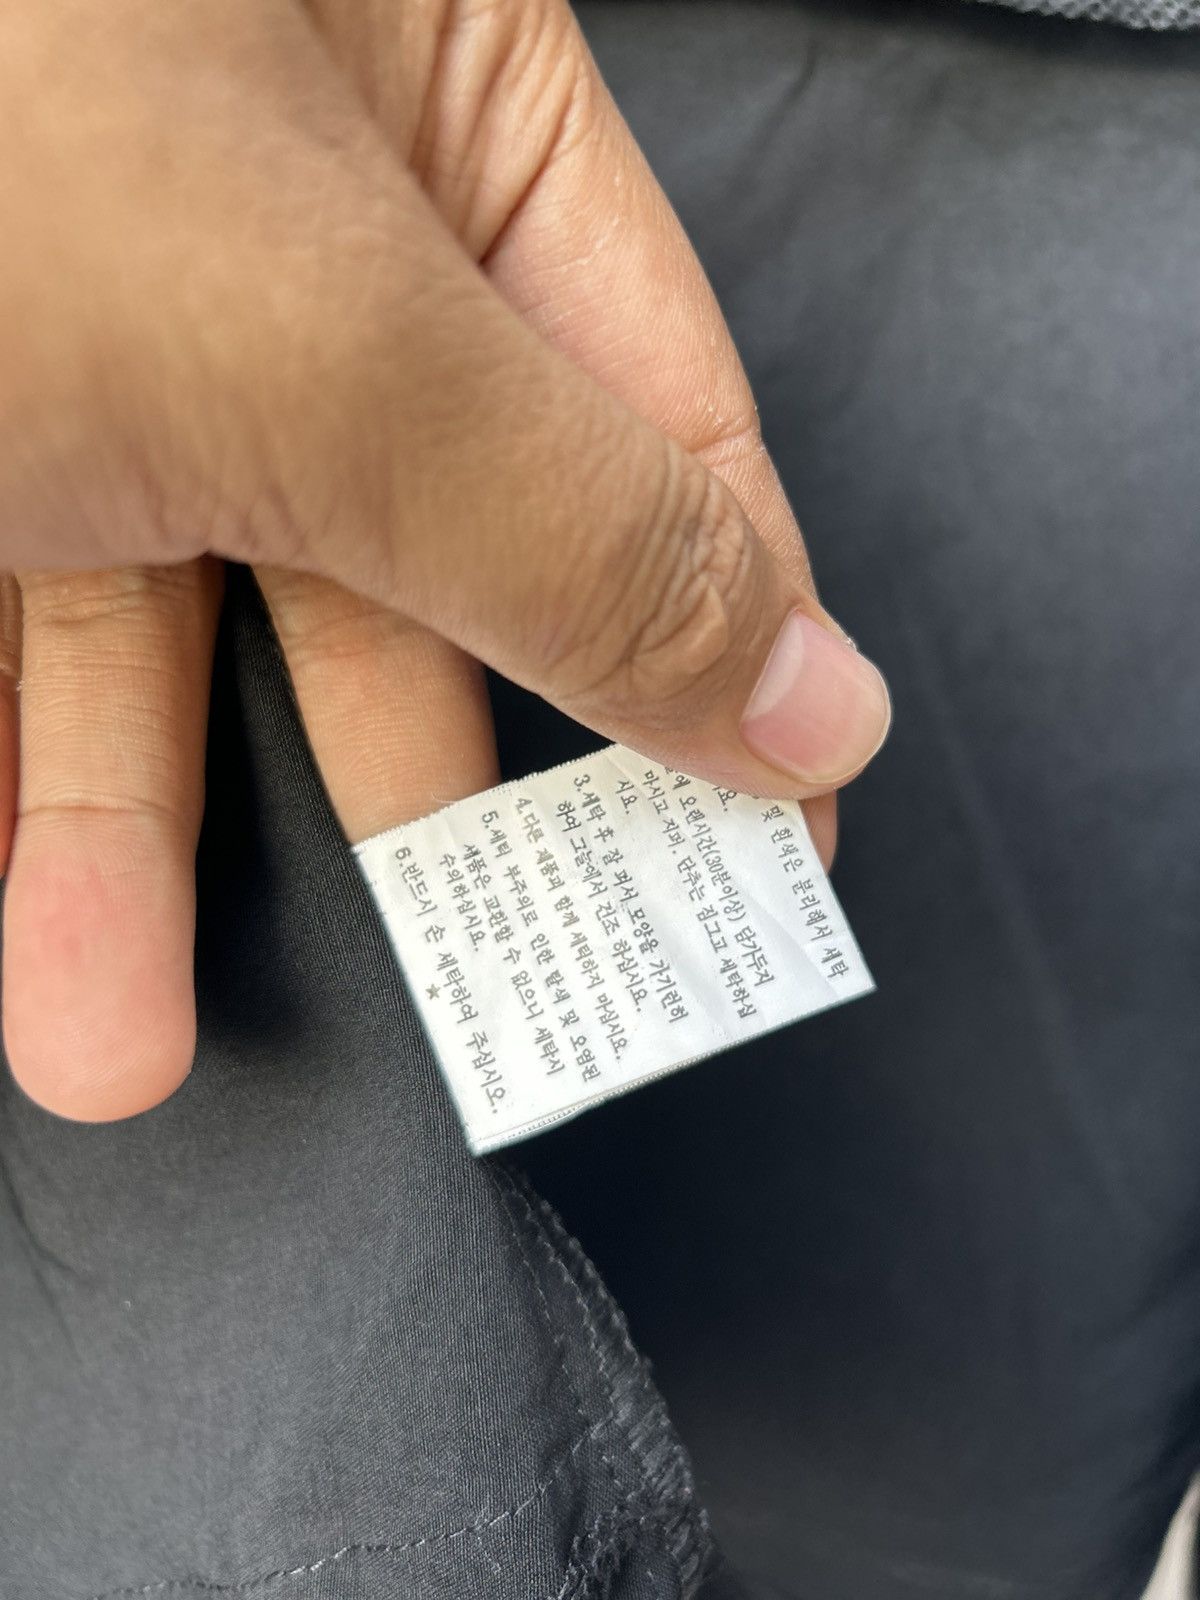 및 흰색은 분리해서 세탁
요.
에 오랜시간(30분이상) 담가두지
마시고 지퍼. 단추는 잠그고 세탁하십
시요.
3.세탁 후 잘 펴서 모양을 가지런히
하여 그늘에서 건조 하십시요.
4.다른 제품과 함께 세탁하지 마십시요.
5.세탁 부주의로 인한 탈색 및 오염된
제품은 교환할 수 없으니 세탁시
주의하십시요.
6.반드시 손 세탁하여 주십시오.
★